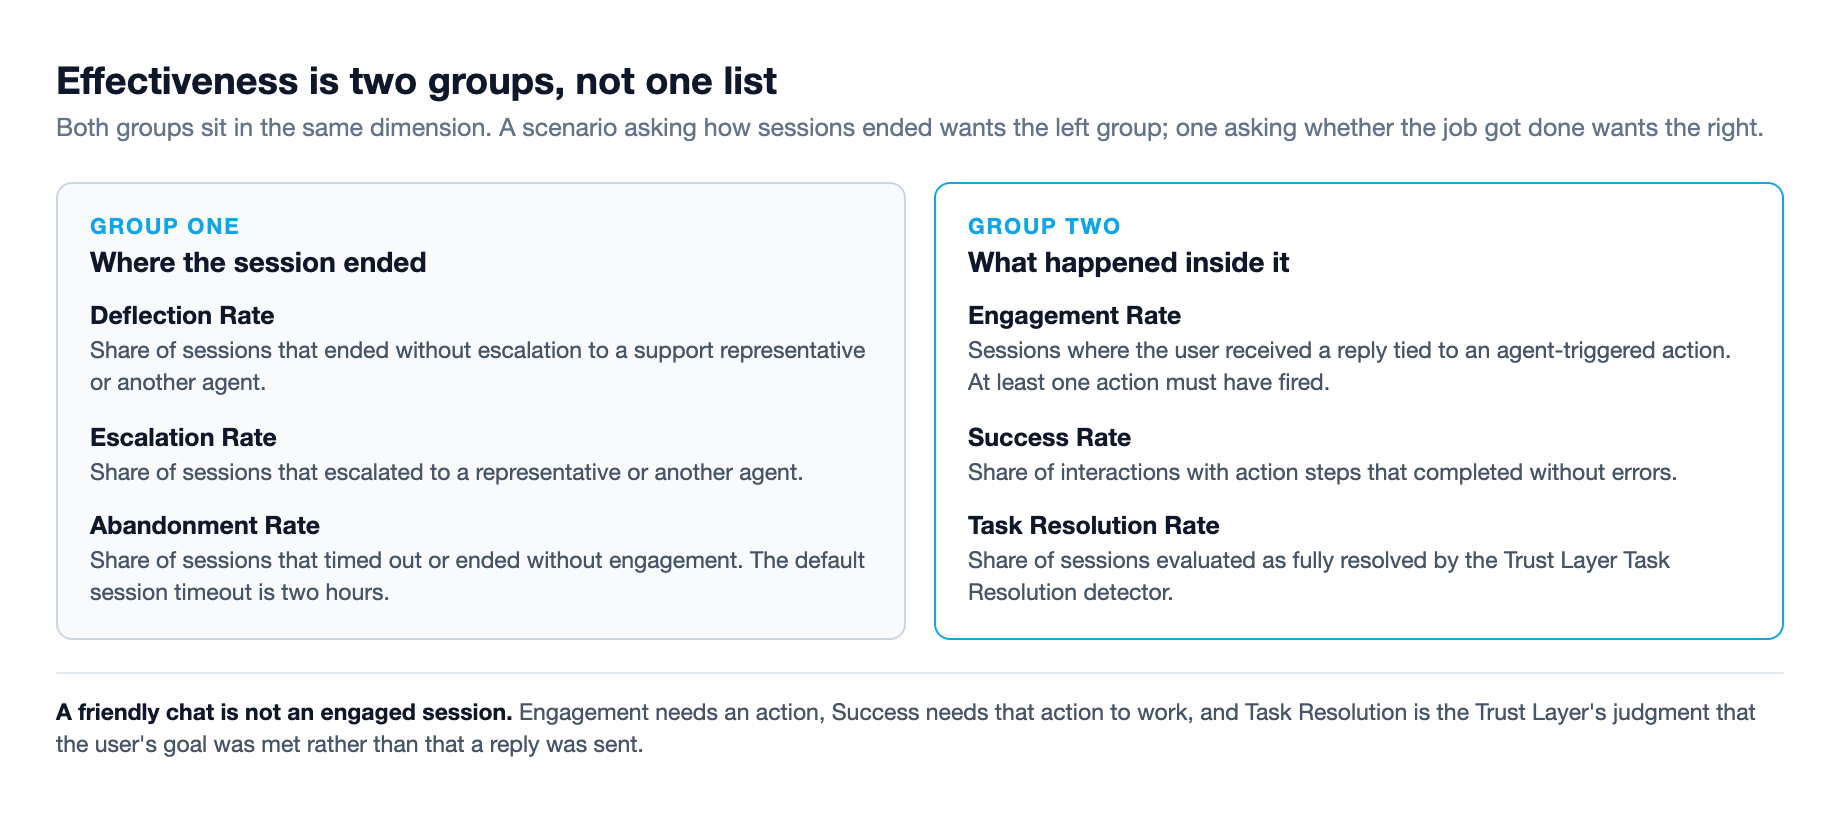 Effectiveness is two groups, not one list
Both groups sit in the same dimension. A scenario asking how sessions ended wants the left group; one asking whether the job got done wants the right.
GROUP ONE
Where the session ended
Deflection Rate
Share of sessions that ended without escalation to a support representative
or another agent.
Escalation Rate
Share of sessions that escalated to a representative or another agent.
Abandonment Rate
Share of sessions that timed out or ended without engagement. The default
session timeout is two hours.
GROUP TWO
What happened inside it
Engagement Rate
Sessions where the user received a reply tied to an agent-triggered action.
At least one action must have fired.
Success Rate
Share of interactions with action steps that completed without errors.
Task Resolution Rate
Share of sessions evaluated as fully resolved by the Trust Layer Task
Resolution detector.
A friendly chat is not an engaged session. Engagement needs an action, Success needs that action to work, and Task Resolution is the Trust Layer's judgment that
the user's goal was met rather than that a reply was sent.